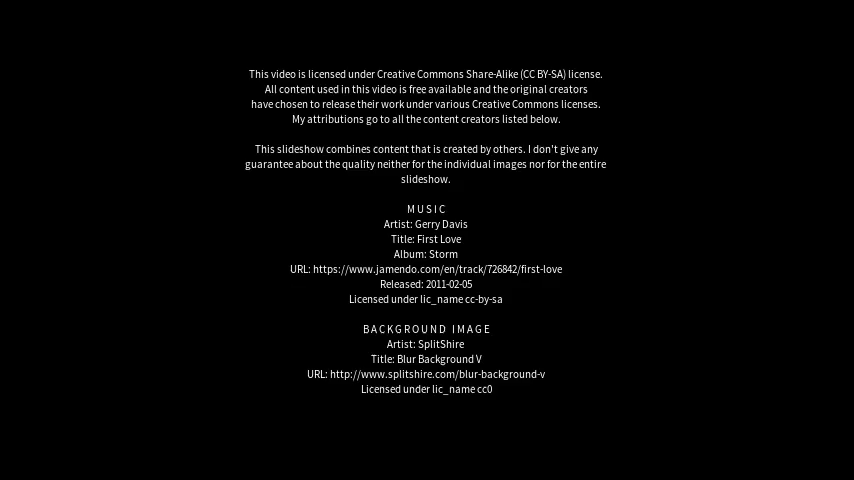 This video is licensed under Creative Commons Share-Alike (CC BY-SA) license.
All content used in this video is free available and the original creators
have chosen to release their work under various Creative Commons licenses.
My attributions go to all the content creators listed below.
This slideshow combines content that is created by others. I don't give any
guarantee about the quality neither for the individual images nor for the entire
slideshow.
MUSIC
Artist: Gerry Davis
Title: First Love
Album: Storm
URL: https://www.jamendo.com/en/track/726842/first-love
Released: 2011-02-05
Licensed under lic_name cc-by-sa
BACKGROUND IMAGE
Artist: SplitShire
Title: Blur Background V
URL: http://www.splitshire.com/blur-background-v
Licensed under lic_name cc0